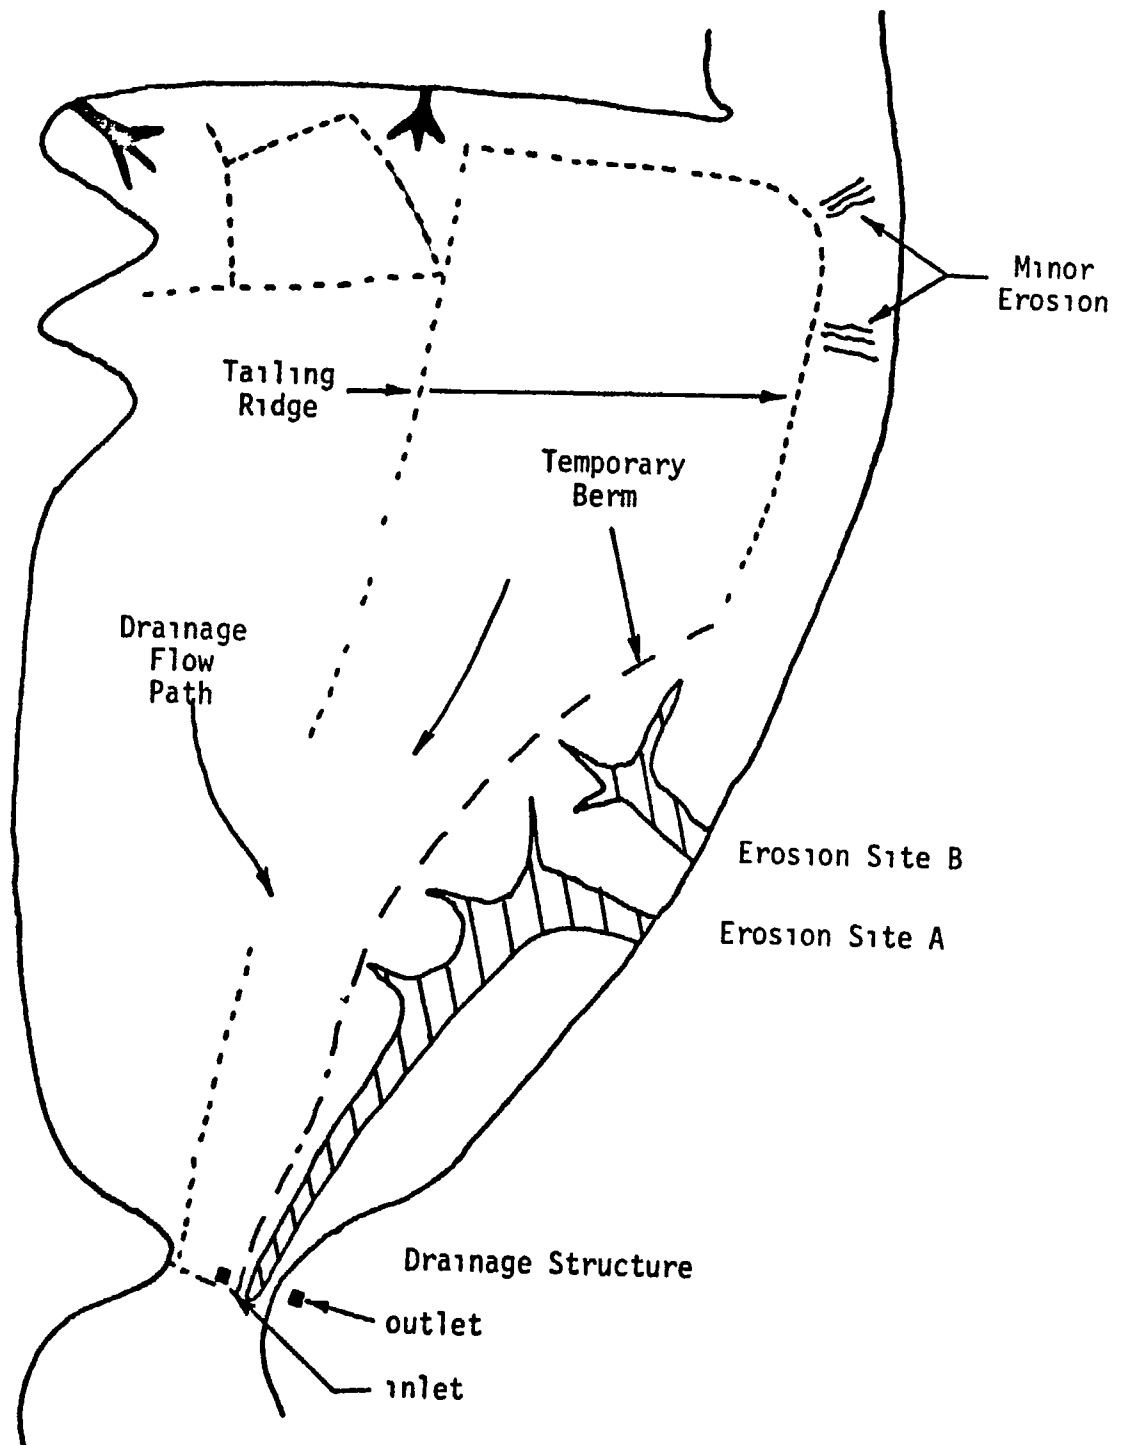 Minor
Erosion
Tailing
Ridge
Temporary
Berm
Drainage
Flow
Path
Erosion Site B
Erosion Site A
Drainage Structure
outlet
inlet